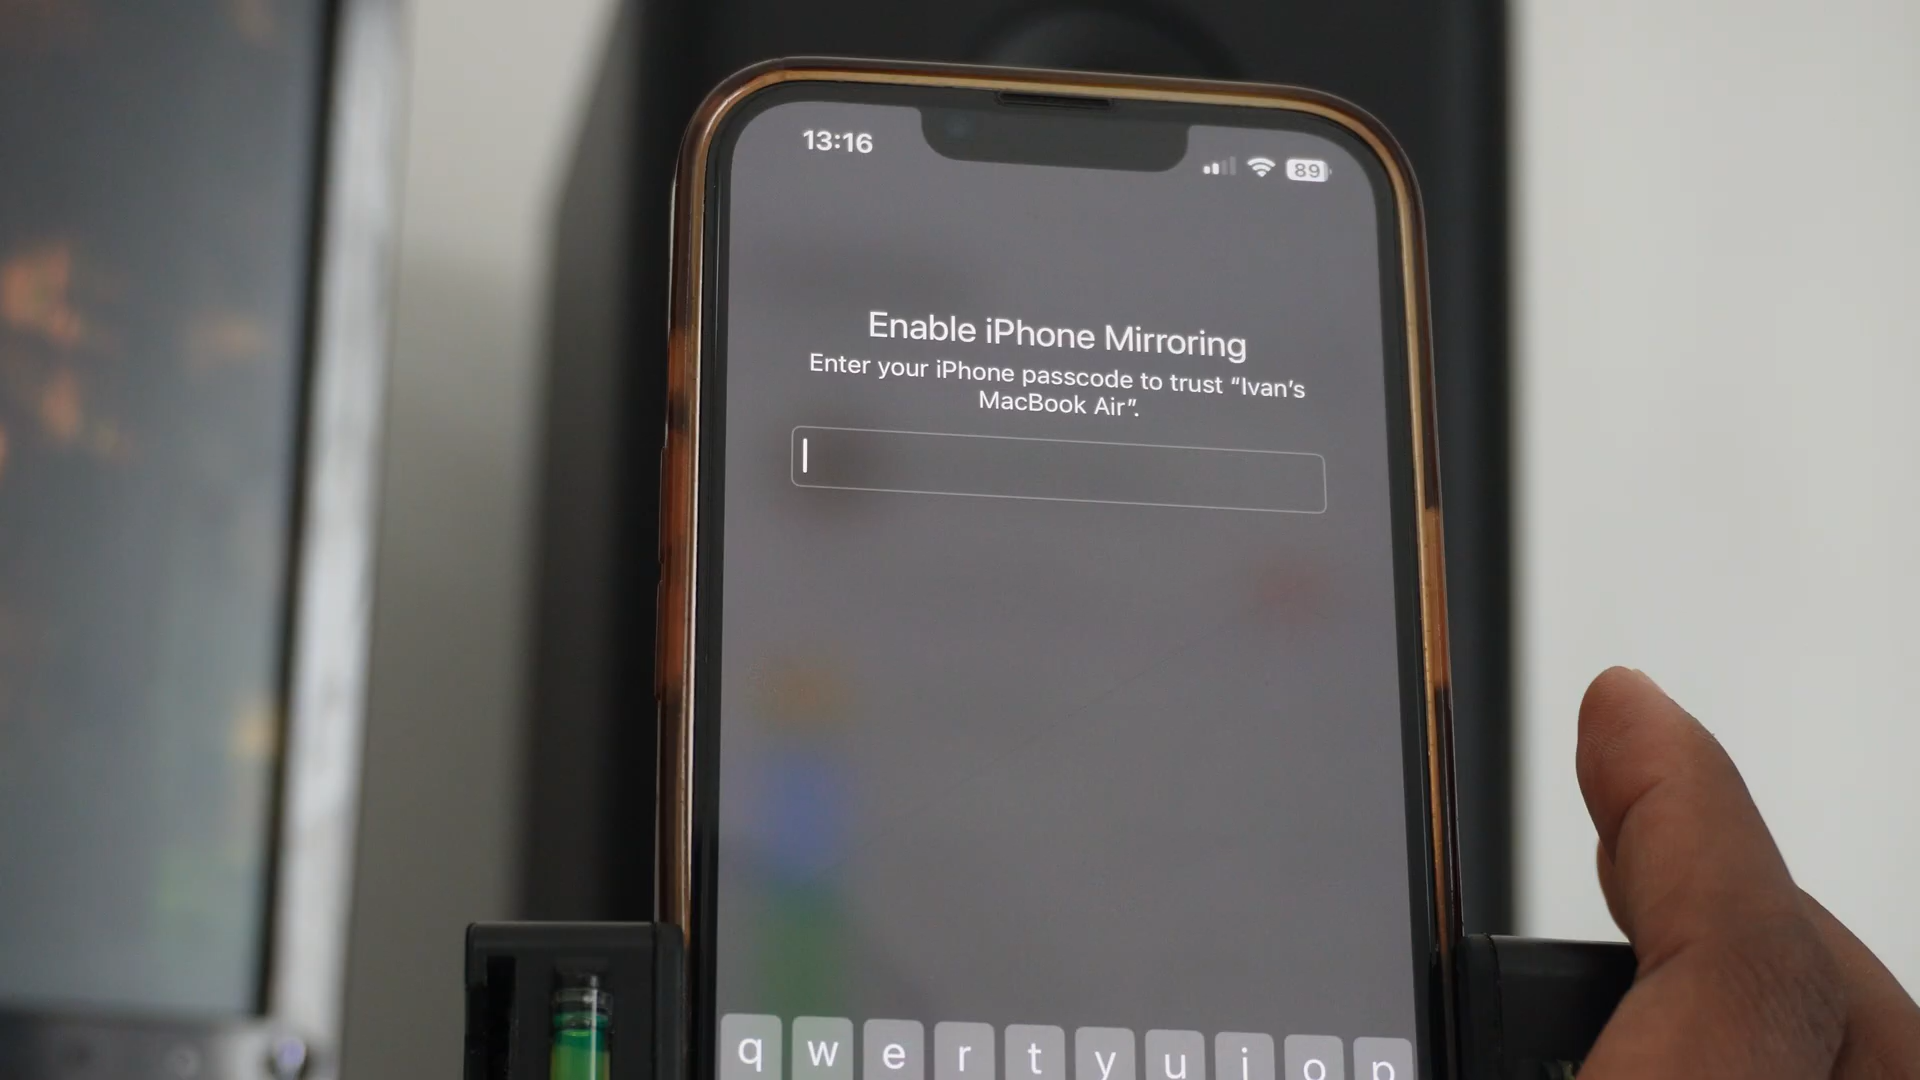 13:16
89
Enable iPhone Mirroring
Enter your iPhone passcode to trust “Ivan’s
MacBook Air”.
q w e r t y u i o p